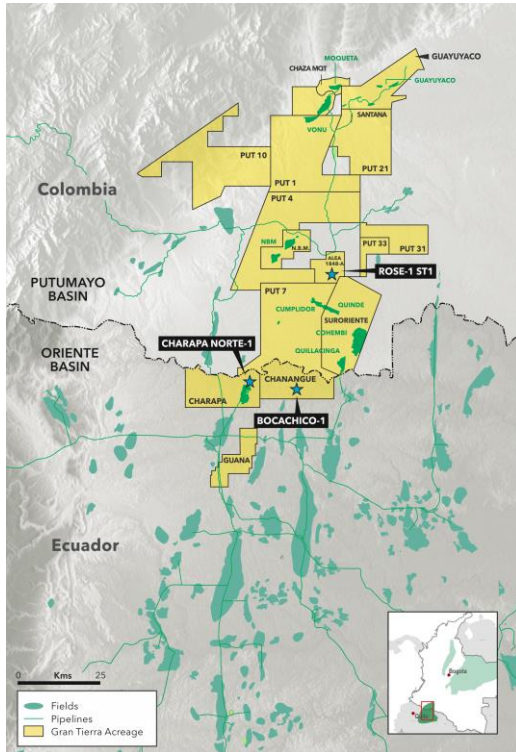 GUAYUYACO
MOQUETA
CHAZA MOIT
GUAYUYACO
SANTANA
VONU
PUT 10
PUT 21
PUT 1
Colombia
PUT 4
PUT 33
PUT 31
NBM
N.B.M.
ALEA
1848-A
ROSE-1 ST1
PUTUMAYO
BASIN
PUT 7
CUMPLIDOR
QUINDE
SURORIENTE
COHEMBI
CHARAPA NORTE-1
QUILLACINGA
ORIENTE
BASIN
CHANANGUE
CHARAPA
BOCACHICO-1
GUANA
Ecuador
Bogota
0
Kms
25
Fields
Pipelines
Gran Tierra Acreage